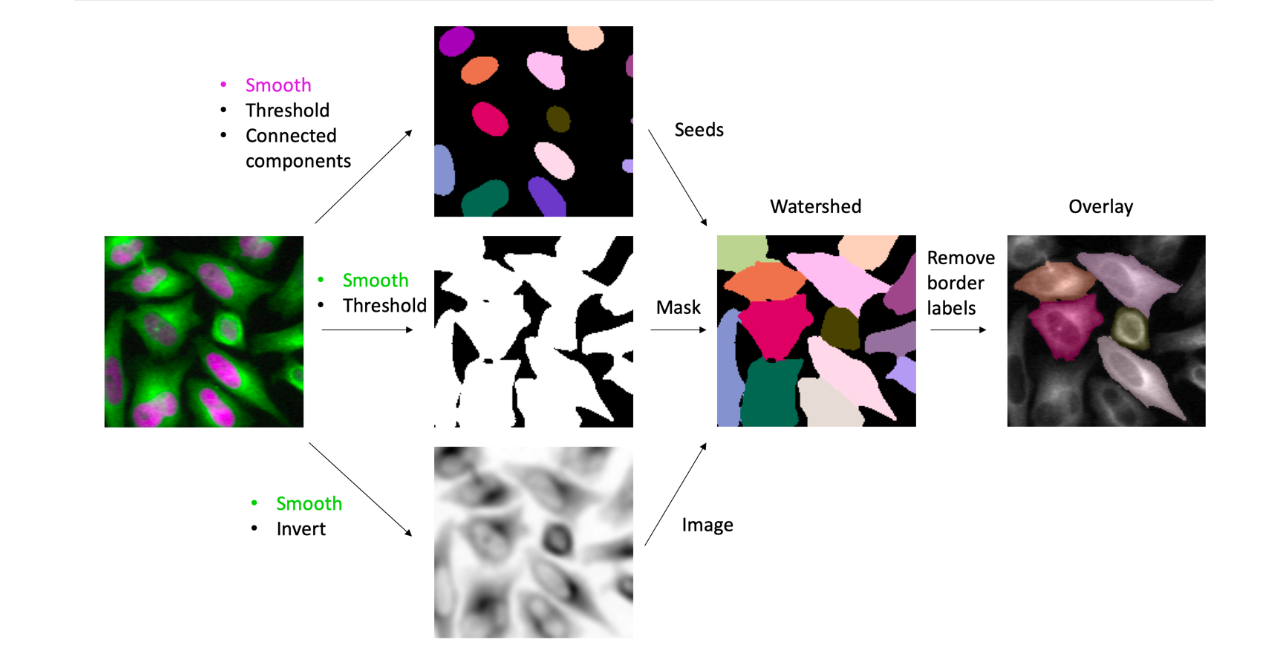 • Smooth
• Threshold
• Connected
components
Seeds
Watershed
Overlay
• Smooth
• Threshold
Mask
Remove
border
labels
• Smooth
• Invert
Image